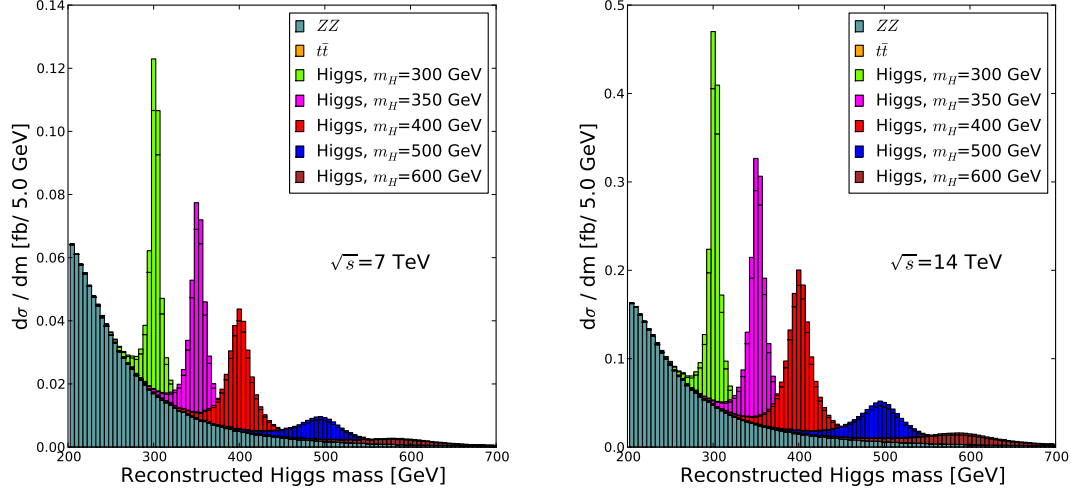 0.14
0.12
0.10
0.08
0.06
0.04
0.02
0.00
dσ / dm [fb/ 5.0 GeV]
200 300 400 500 600 700
Reconstructed Higgs mass [GeV]
ZZ
tt̄
Higgs, m_H=300 GeV
Higgs, m_H=350 GeV
Higgs, m_H=400 GeV
Higgs, m_H=500 GeV
Higgs, m_H=600 GeV
√s=7 TeV
0.5
0.4
0.3
0.2
0.1
0.0
dσ / dm [fb/ 5.0 GeV]
200 300 400 500 600 700
Reconstructed Higgs mass [GeV]
ZZ
tt̄
Higgs, m_H=300 GeV
Higgs, m_H=350 GeV
Higgs, m_H=400 GeV
Higgs, m_H=500 GeV
Higgs, m_H=600 GeV
√s=14 TeV